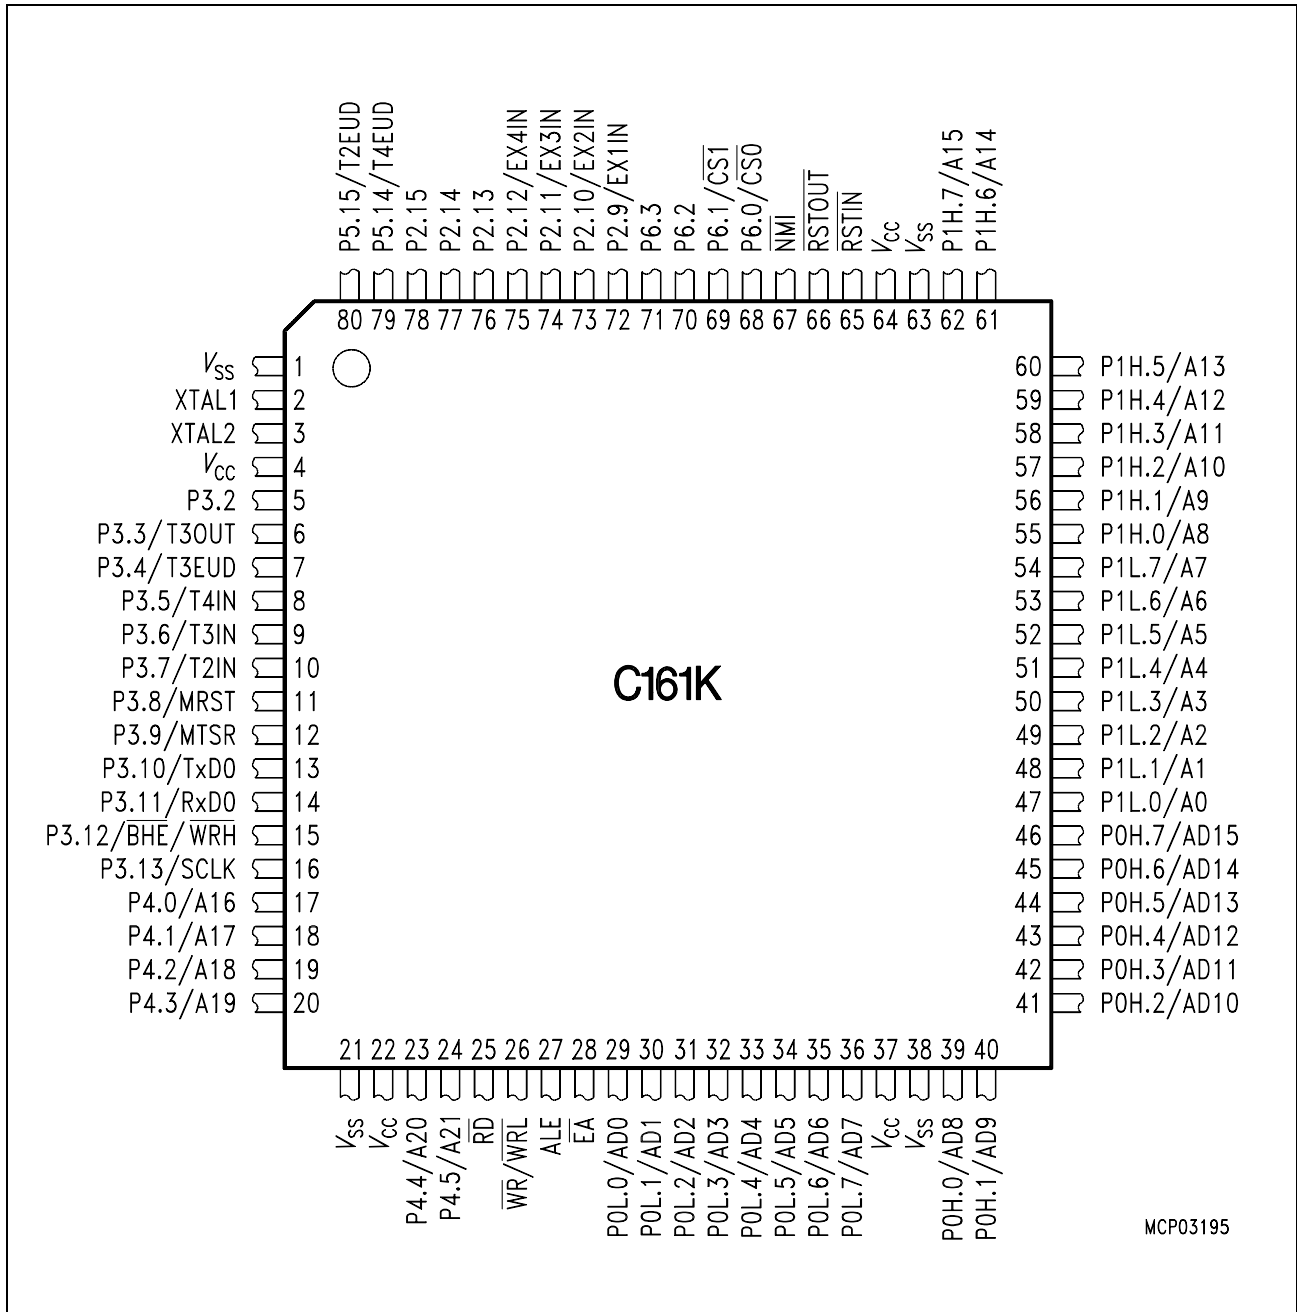 P5.15/T2EUD
P5.14/T4EUD
P2.15
P2.14
P2.13
P2.12/EX4IN
P2.11/EX3IN
P2.10/EX2IN
P2.9/EX1IN
P6.3
P6.2
P6.1/CS1
P6.0/CS0
NMI
RSTOUT
RSTIN
VCC
VSS
P1H.7/A15
P1H.6/A14
80 79 78 77 76 75 74 73 72 71 70 69 68 67 66 65 64 63 62 61
VSS 1
XTAL1 2
XTAL2 3
VCC 4
P3.2 5
P3.3/T3OUT 6
P3.4/T3EUD 7
P3.5/T4IN 8
P3.6/T3IN 9
P3.7/T2IN 10
P3.8/MRST 11
P3.9/MTSR 12
P3.10/TxD0 13
P3.11/RxD0 14
P3.12/BHE/WRH 15
P3.13/SCLK 16
P4.0/A16 17
P4.1/A17 18
P4.2/A18 19
P4.3/A19 20
C161K
60 P1H.5/A13
59 P1H.4/A12
58 P1H.3/A11
57 P1H.2/A10
56 P1H.1/A9
55 P1H.0/A8
54 P1L.7/A7
53 P1L.6/A6
52 P1L.5/A5
51 P1L.4/A4
50 P1L.3/A3
49 P1L.2/A2
48 P1L.1/A1
47 P1L.0/A0
46 P0H.7/AD15
45 P0H.6/AD14
44 P0H.5/AD13
43 P0H.4/AD12
42 P0H.3/AD11
41 P0H.2/AD10
21 22 23 24 25 26 27 28 29 30 31 32 33 34 35 36 37 38 39 40
VSS
VCC
P4.4/A20
P4.5/A21
RD
WR/WRL
ALE
EA
P0L.0/AD0
P0L.1/AD1
P0L.2/AD2
P0L.3/AD3
P0L.4/AD4
P0L.5/AD5
P0L.6/AD6
P0L.7/AD7
VCC
VSS
P0H.0/AD8
P0H.1/AD9
MCP03195